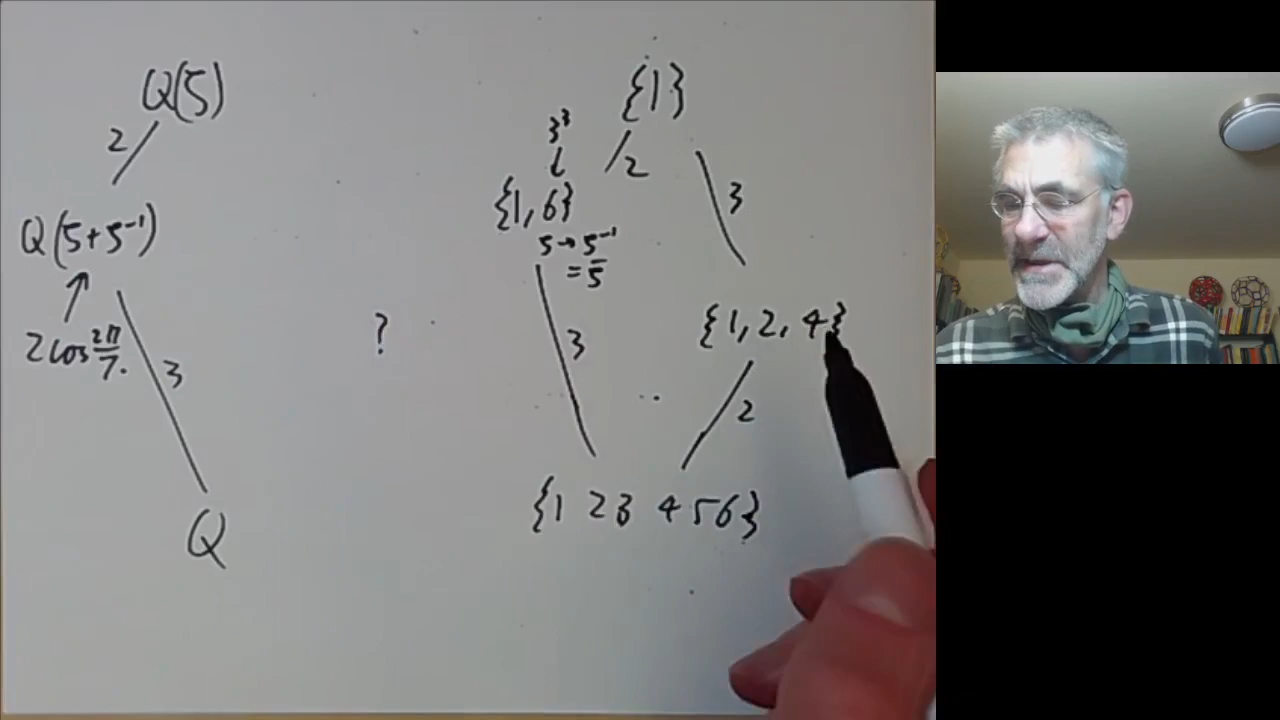 Q(ζ)
2
Q(ζ+ζ⁻¹)
2cos 2π/7.
3
Q
?
{1}
3³
2
3
{1,6}
ζ→ζ⁻¹
=ζ̄
3
{1,2,4}
2
{1 2 3 4 5 6}